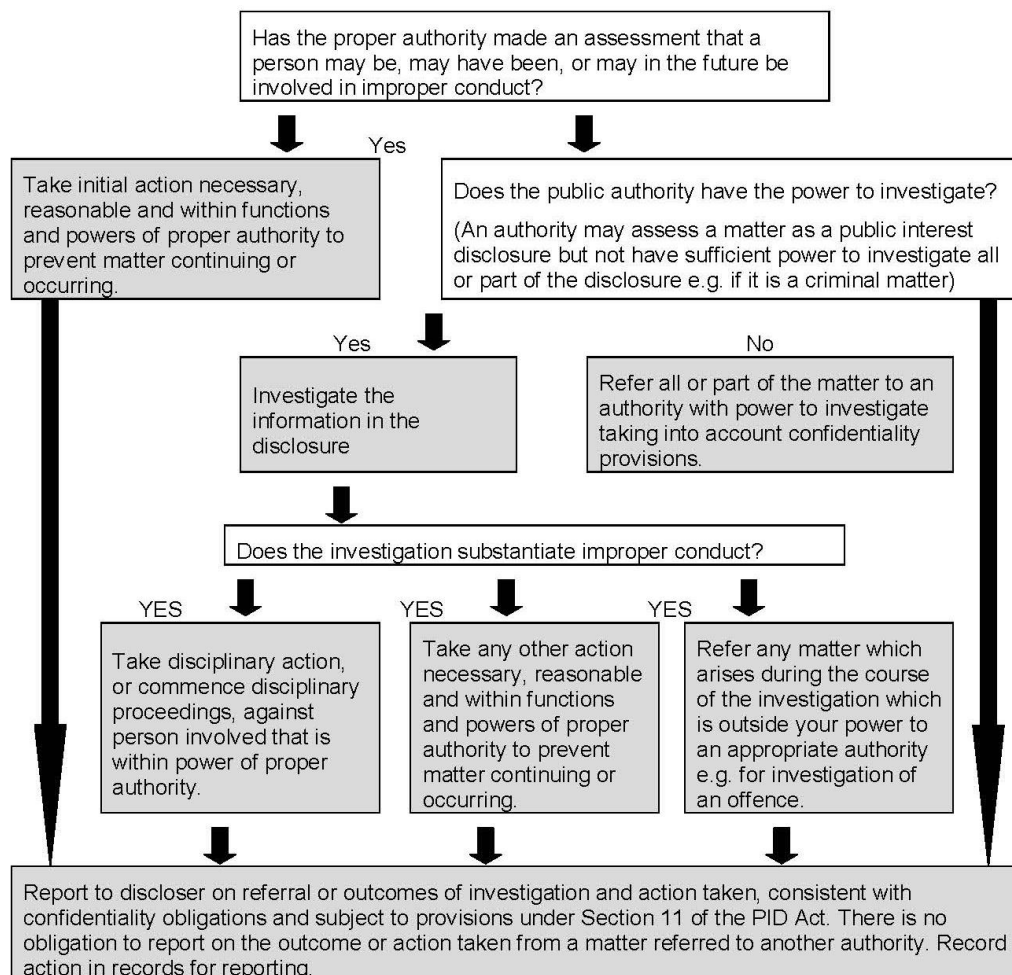 Has the proper authority made an assessment that a
person may be, may have been, or may in the future be
involved in improper conduct?
Yes
Take initial action necessary,
reasonable and within functions
and powers of proper authority to
prevent matter continuing or
occurring.
Does the public authority have the power to investigate?
(An authority may assess a matter as a public interest
disclosure but not have sufficient power to investigate all
or part of the disclosure e.g. if it is a criminal matter)
Yes
No
Investigate the
information in the
disclosure
Refer all or part of the matter to an
authority with power to investigate
taking into account confidentiality
provisions.
Does the investigation substantiate improper conduct?
YES
YES
YES
Take disciplinary action,
or commence disciplinary
proceedings, against
person involved that is
within power of proper
authority.
Take any other action
necessary, reasonable
and within functions
and powers of proper
authority to prevent
matter continuing or
occurring.
Refer any matter which
arises during the course
of the investigation which
is outside your power to
an appropriate authority
e.g. for investigation of
an offence.
Report to discloser on referral or outcomes of investigation and action taken, consistent with
confidentiality obligations and subject to provisions under Section 11 of the PID Act. There is no
obligation to report on the outcome or action taken from a matter referred to another authority. Record
action in records for reporting.